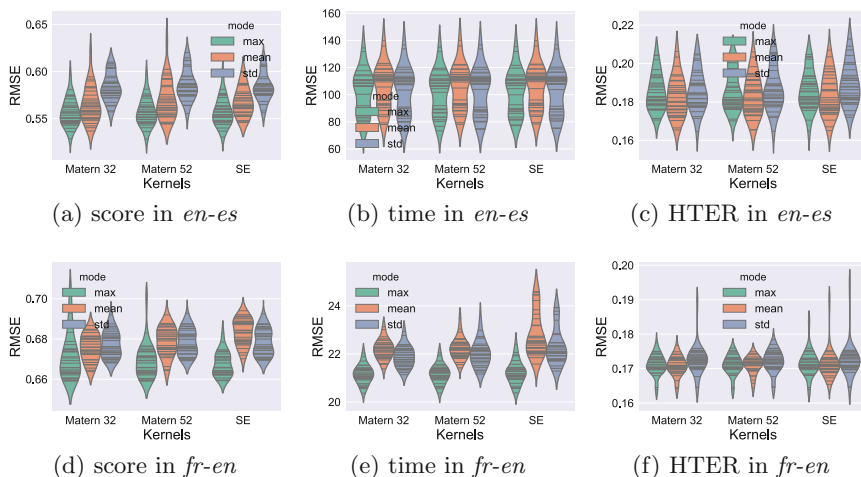 mode
max
mean
std
0.65
0.60
0.55
RMSE
Matern 32 Matern 52 SE
Kernels
(a) score in en-es
160
140
120
100
80
60
RMSE
mode
max
mean
std
Matern 32 Matern 52 SE
Kernels
(b) time in en-es
mode
max
mean
std
0.22
0.20
0.18
0.16
RMSE
Matern 32 Matern 52 SE
Kernels
(c) HTER in en-es
mode
max
mean
std
0.70
0.68
0.66
RMSE
Matern 32 Matern 52 SE
Kernels
(d) score in fr-en
mode
max
mean
std
24
22
20
RMSE
Matern 32 Matern 52 SE
Kernels
(e) time in fr-en
mode
max
mean
std
0.20
0.19
0.18
0.17
0.16
RMSE
Matern 32 Matern 52 SE
Kernels
(f) HTER in fr-en